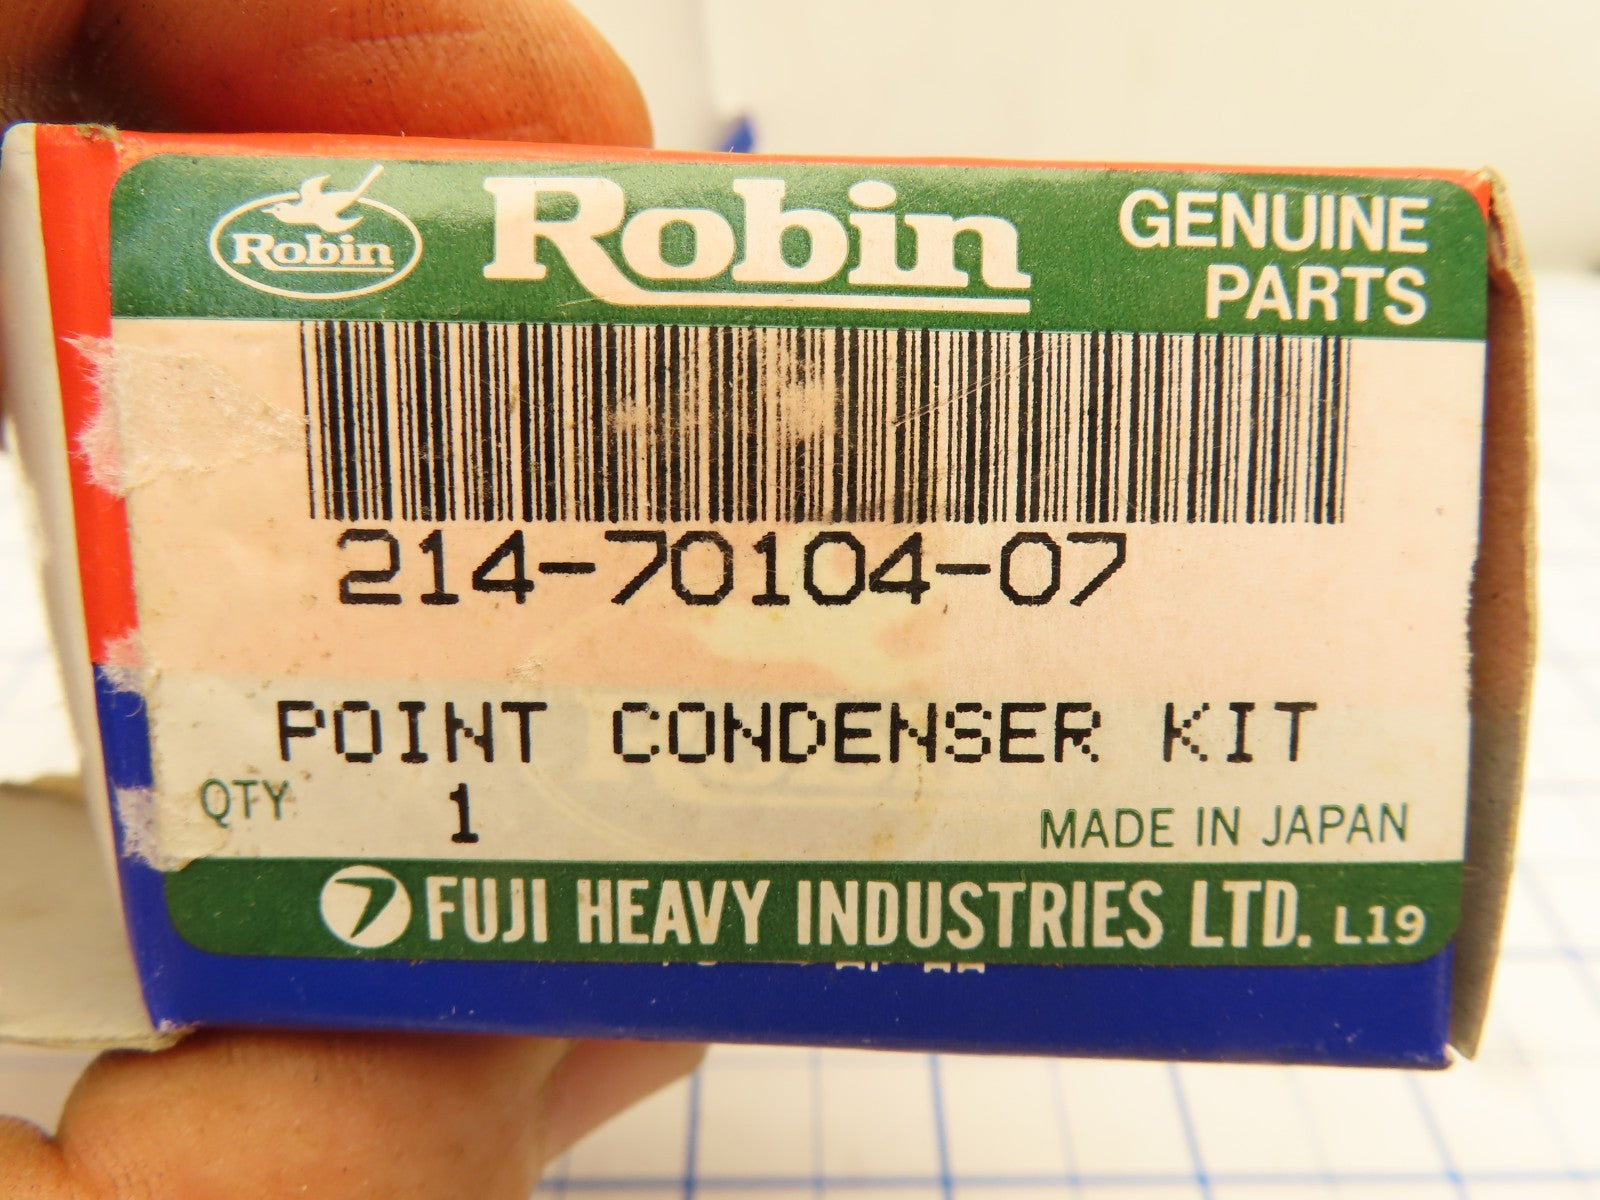 Robin
Robin
GENUINE
PARTS
214-70104-07
POINT CONDENSER KIT
QTY 1
MADE IN JAPAN
FUJI HEAVY INDUSTRIES LTD. L19